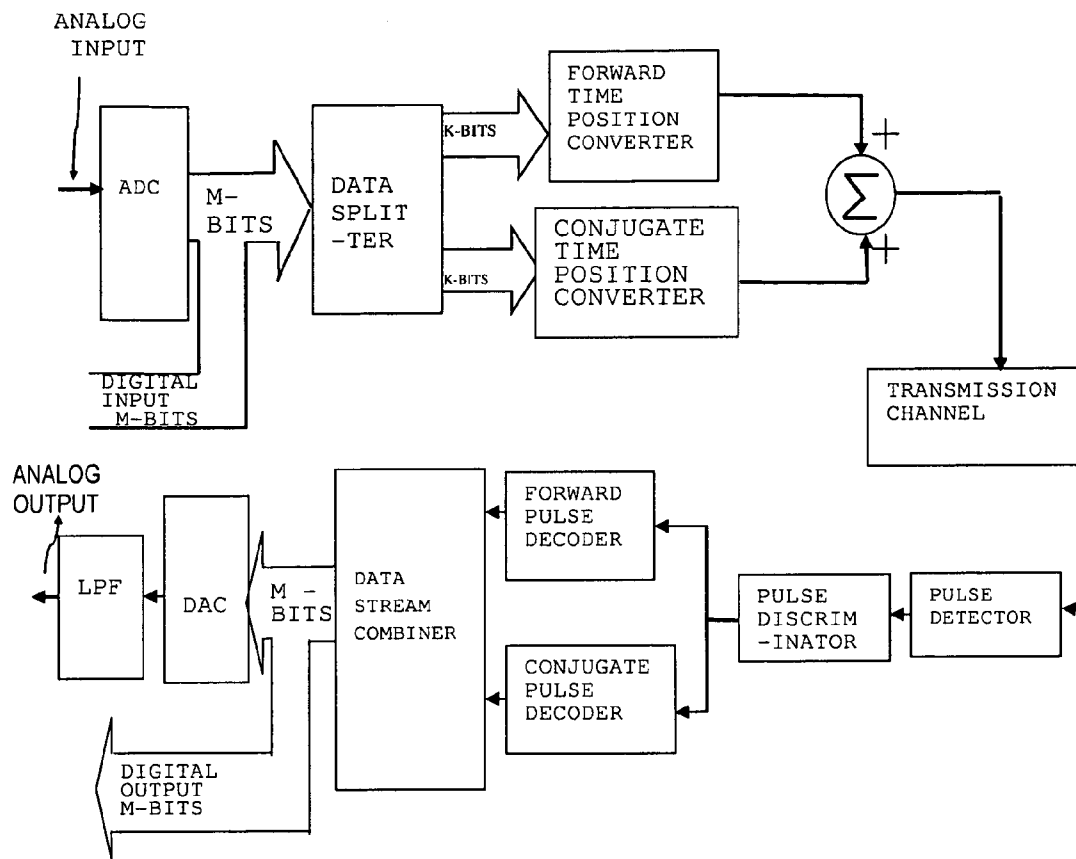 ANALOG
INPUT
ADC
M-
BITS
DIGITAL
INPUT
M-BITS
DATA
SPLIT
-TER
K-BITS
K-BITS
FORWARD
TIME
POSITION
CONVERTER
CONJUGATE
TIME
POSITION
CONVERTER
+
Σ
+
TRANSMISSION
CHANNEL
ANALOG
OUTPUT
LPF
DAC
M -
BITS
DIGITAL
OUTPUT
M-BITS
DATA
STREAM
COMBINER
FORWARD
PULSE
DECODER
CONJUGATE
PULSE
DECODER
PULSE
DISCRIM
-INATOR
PULSE
DETECTOR